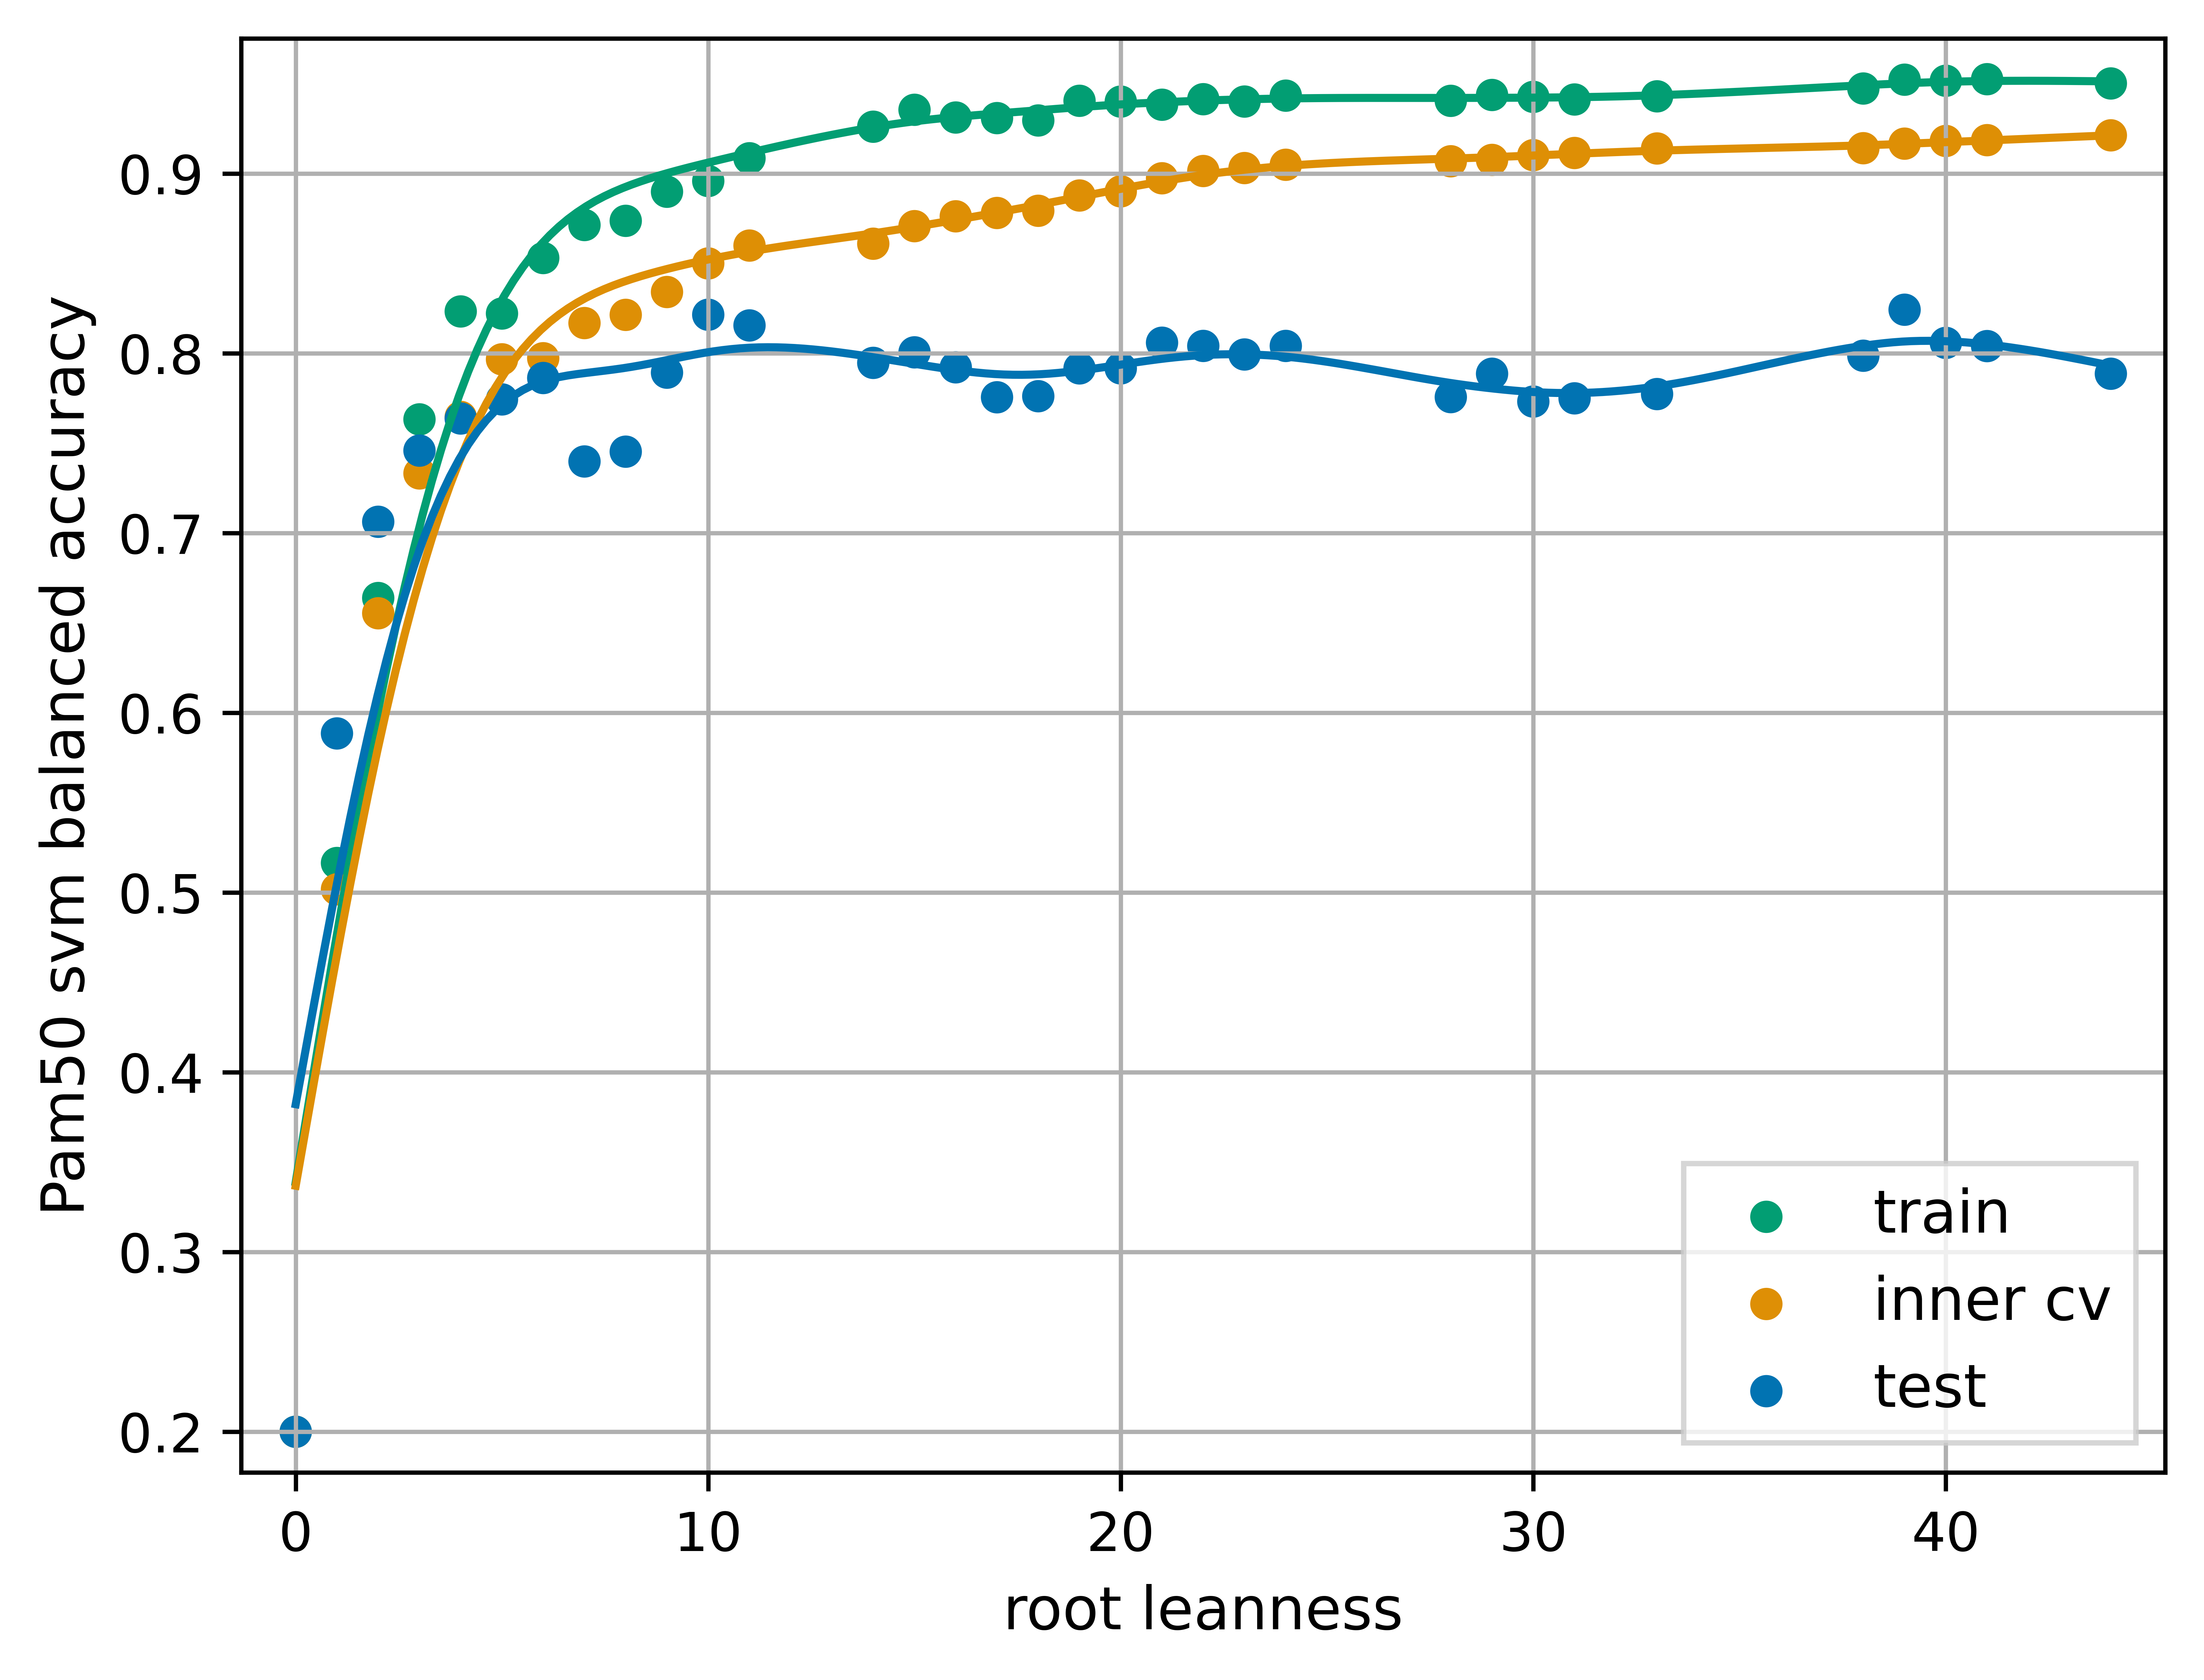 Pam50 svm balanced accuracy
0.9
0.8
0.7
0.6
0.5
0.4
0.3
0.2
0 10 20 30 40
root leanness
train
inner cv
test